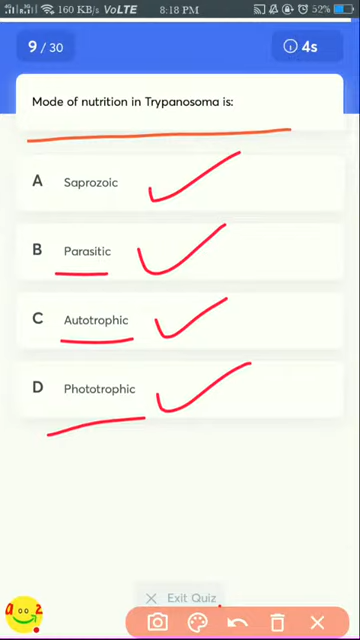 160 KB/s VoLTE 8:18 PM 52%
9 / 30
4s
Mode of nutrition in Trypanosoma is:
A Saprozoic
B Parasitic
C Autotrophic
D Phototrophic
Exit Quiz
a z